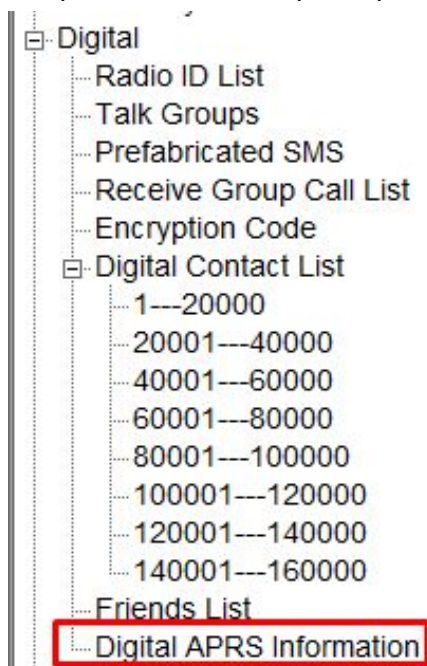 Digital
Radio ID List
Talk Groups
Prefabricated SMS
Receive Group Call List
Encryption Code
Digital Contact List
1---20000
20001---40000
40001---60000
60001---80000
80001---100000
100001---120000
120001---140000
140001---160000
Friends List
Digital APRS Information